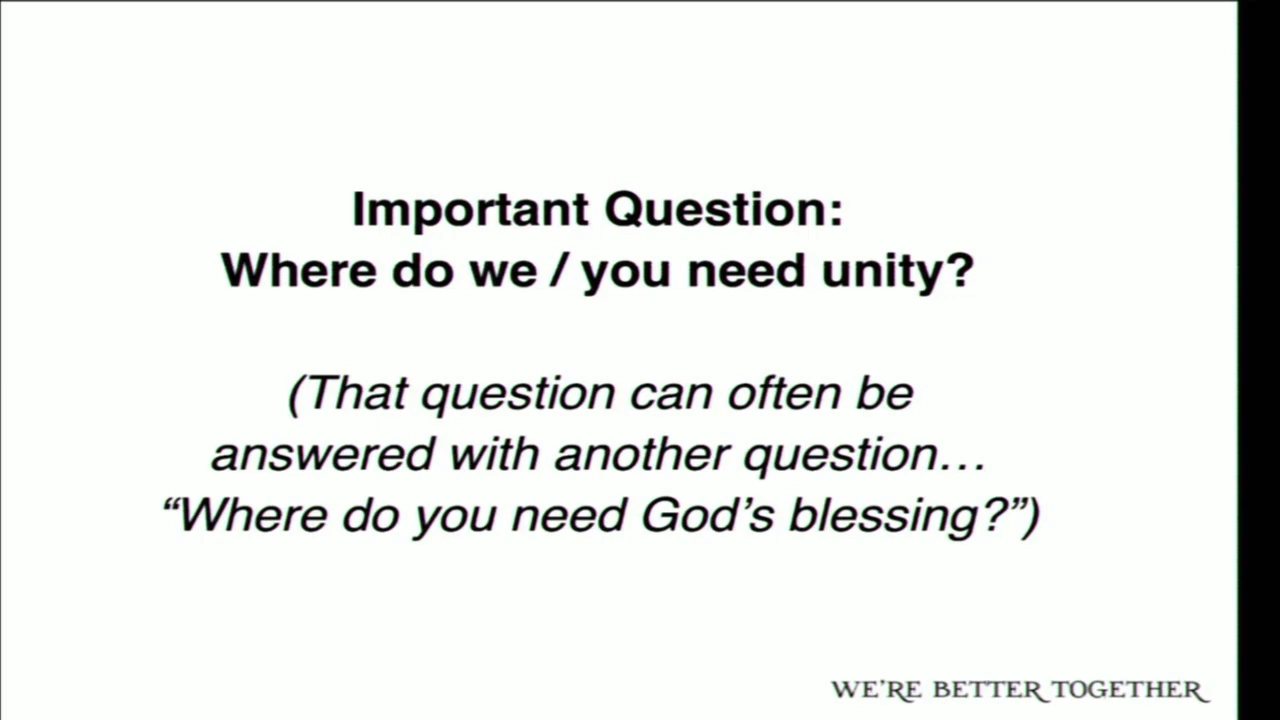 Important Question:
Where do we / you need unity?
(That question can often be
answered with another question…
“Where do you need God’s blessing?”)
WE'RE BETTER TOGETHER